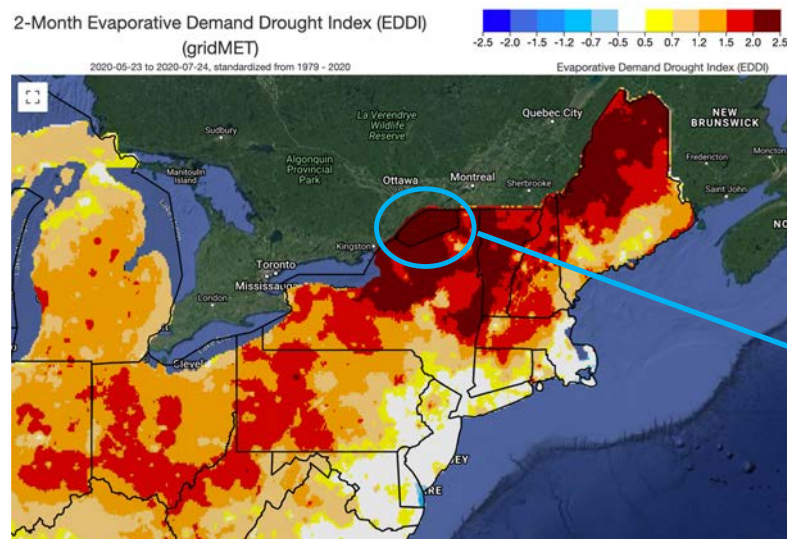 2-Month Evaporative Demand Drought Index (EDDI)
(gridMET)
2020-05-23 to 2020-07-24, standardized from 1979 - 2020
-2.5 -2.0 -1.5 -1.2 -0.7 -0.5 0.5 0.7 1.2 1.5 2.0 2.5
Evaporative Demand Drought Index (EDDI)
La Verendrye
Wildlife
Reserve
Quebec City
NEW
BRUNSWICK
Sudbury
Manitoulin
Island
Algonquin
Provincial
Park
Ottawa
Montreal
Sherbrooke
Fredericton
Moncton
Saint John
Kingston
NO
Toronto
Mississauga
London
Clevel
EY
RE